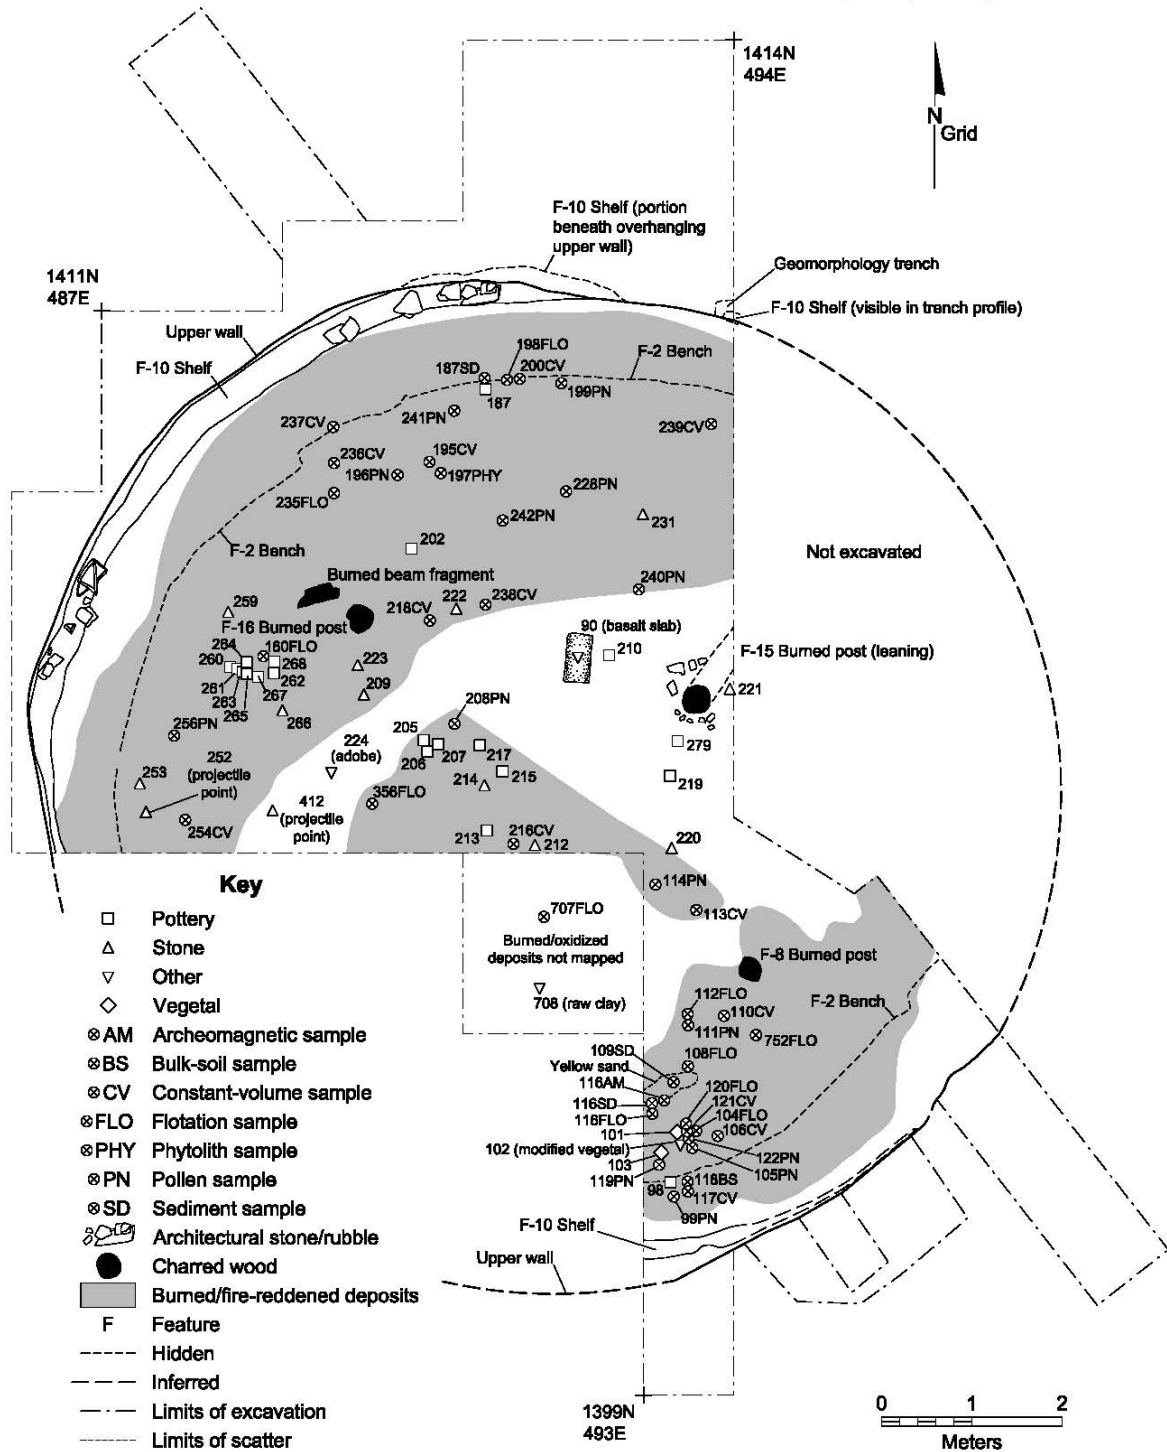 1414N
494E
N
Grid
F-10 Shelf (portion
beneath overhanging
upper wall)
1411N
487E
Geomorphology trench
F-10 Shelf (visible in trench profile)
Upper wall
F-10 Shelf
198FLO
187SD
200CV
F-2 Bench
187
199PN
241PN
237CV
239CV
236CV
195CV
196PN
197PHY
235FLO
228PN
242PN
231
F-2 Bench
202
Not excavated
Burned beam fragment
240PN
259
222
238CV
218CV
F-16 Burned post
90 (basalt slab)
264
160FLO
260
268
223
210
F-15 Burned post (leaning)
261
262
263
267
209
221
265
266
208PN
256PN
205
224
(adobe)
206
207
217
279
252
(projectile
point)
253
214
215
219
356FLO
412
(projectile
point)
254CV
213
216CV
212
220
Key
114PN
113CV
Pottery
Stone
Other
Vegetal
AM Archeomagnetic sample
BS Bulk-soil sample
CV Constant-volume sample
FLO Flotation sample
PHY Phytolith sample
PN Pollen sample
SD Sediment sample
Architectural stone/rubble
Charred wood
Burned/fire-reddened deposits
F Feature
Hidden
Inferred
Limits of excavation
Limits of scatter
707FLO
Burned/oxidized
deposits not mapped
708 (raw clay)
F-8 Burned post
F-2 Bench
112FLO
110CV
111PN
752FLO
109SD
108FLO
Yellow sand
116AM
120FLO
121CV
116SD
104FLO
116FLO
106CV
101
102 (modified vegetal)
122PN
103
105PN
119PN
118BS
98
117CV
99PN
F-10 Shelf
Upper wall
1399N
493E
0 1 2
Meters